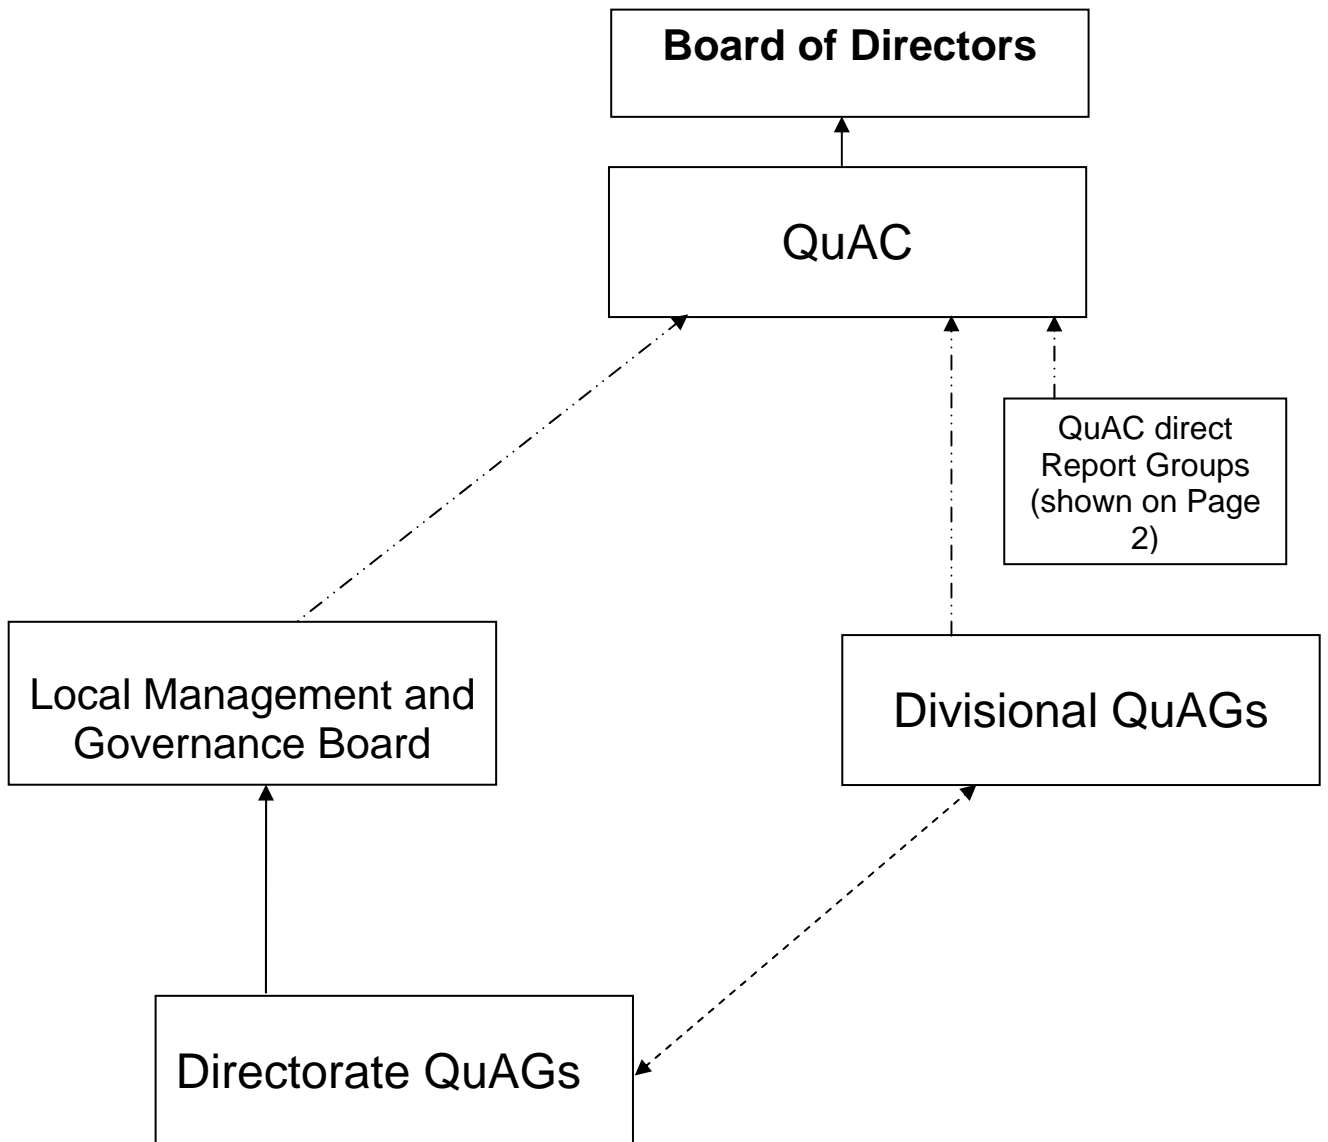 Board of Directors
QuAC
QuAC direct
Report Groups
(shown on Page
2)
Local Management and
Governance Board
Divisional QuAGs
Directorate QuAGs